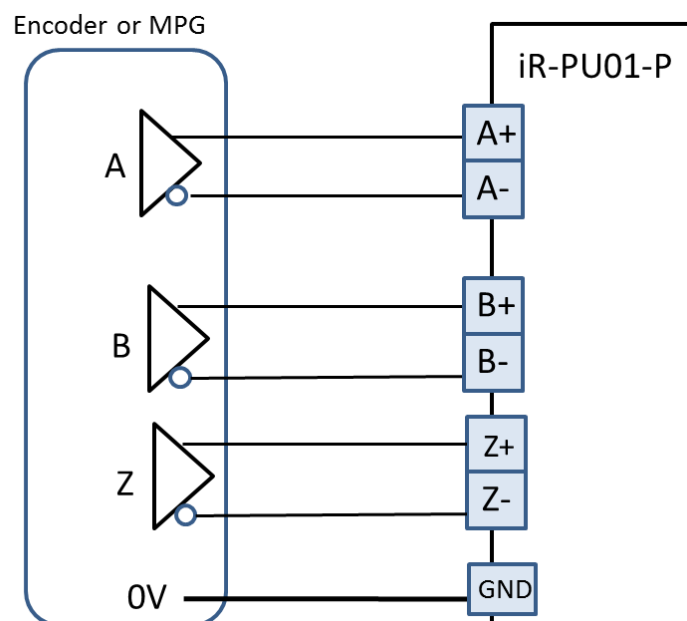 Encoder or MPG
iR-PU01-P
A
A+
A-
B
B+
B-
Z
Z+
Z-
0V
GND